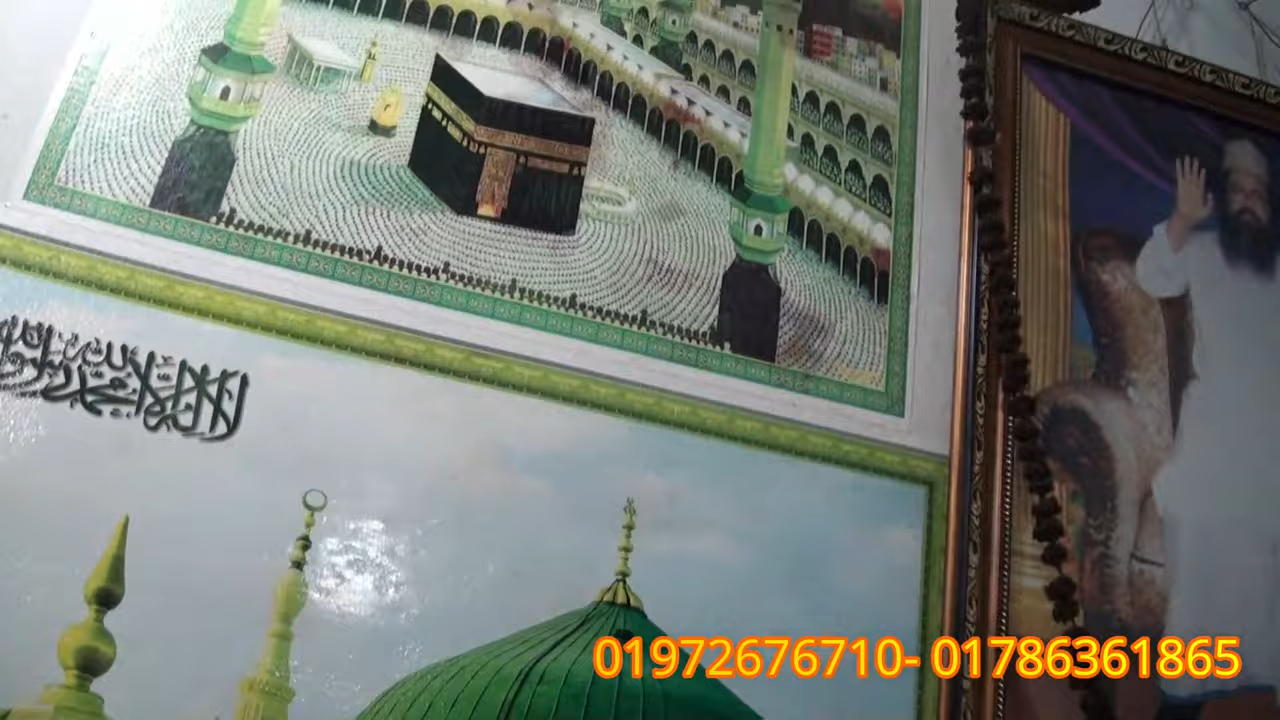 لا إله إلا الله محمد رسول الله
01972676710- 01786361865